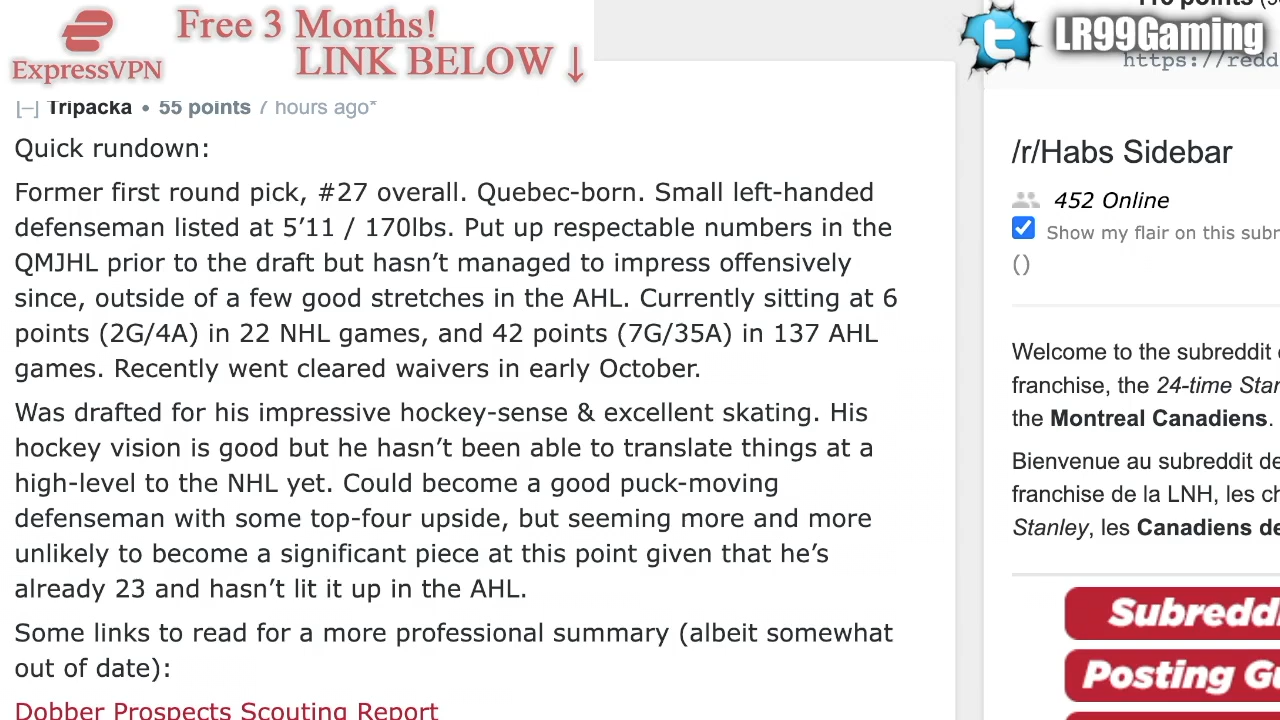 Free 3 Months!
LINK BELOW ↓
ExpressVPN
LR99Gaming
https://redd
[–] Tripacka • 55 points 7 hours ago*
Quick rundown:
Former first round pick, #27 overall. Quebec-born. Small left-handed
defenseman listed at 5’11 / 170lbs. Put up respectable numbers in the
QMJHL prior to the draft but hasn’t managed to impress offensively
since, outside of a few good stretches in the AHL. Currently sitting at 6
points (2G/4A) in 22 NHL games, and 42 points (7G/35A) in 137 AHL
games. Recently went cleared waivers in early October.
Was drafted for his impressive hockey-sense & excellent skating. His
hockey vision is good but he hasn’t been able to translate things at a
high-level to the NHL yet. Could become a good puck-moving
defenseman with some top-four upside, but seeming more and more
unlikely to become a significant piece at this point given that he’s
already 23 and hasn’t lit it up in the AHL.
Some links to read for a more professional summary (albeit somewhat
out of date):
Dobber Prospects Scouting Report
/r/Habs Sidebar
452 Online
Show my flair on this subr
()
Welcome to the subreddit
franchise, the 24-time Stan
the Montreal Canadiens.
Bienvenue au subreddit de
franchise de la LNH, les ch
Stanley, les Canadiens de
Subreddi
Posting Gu